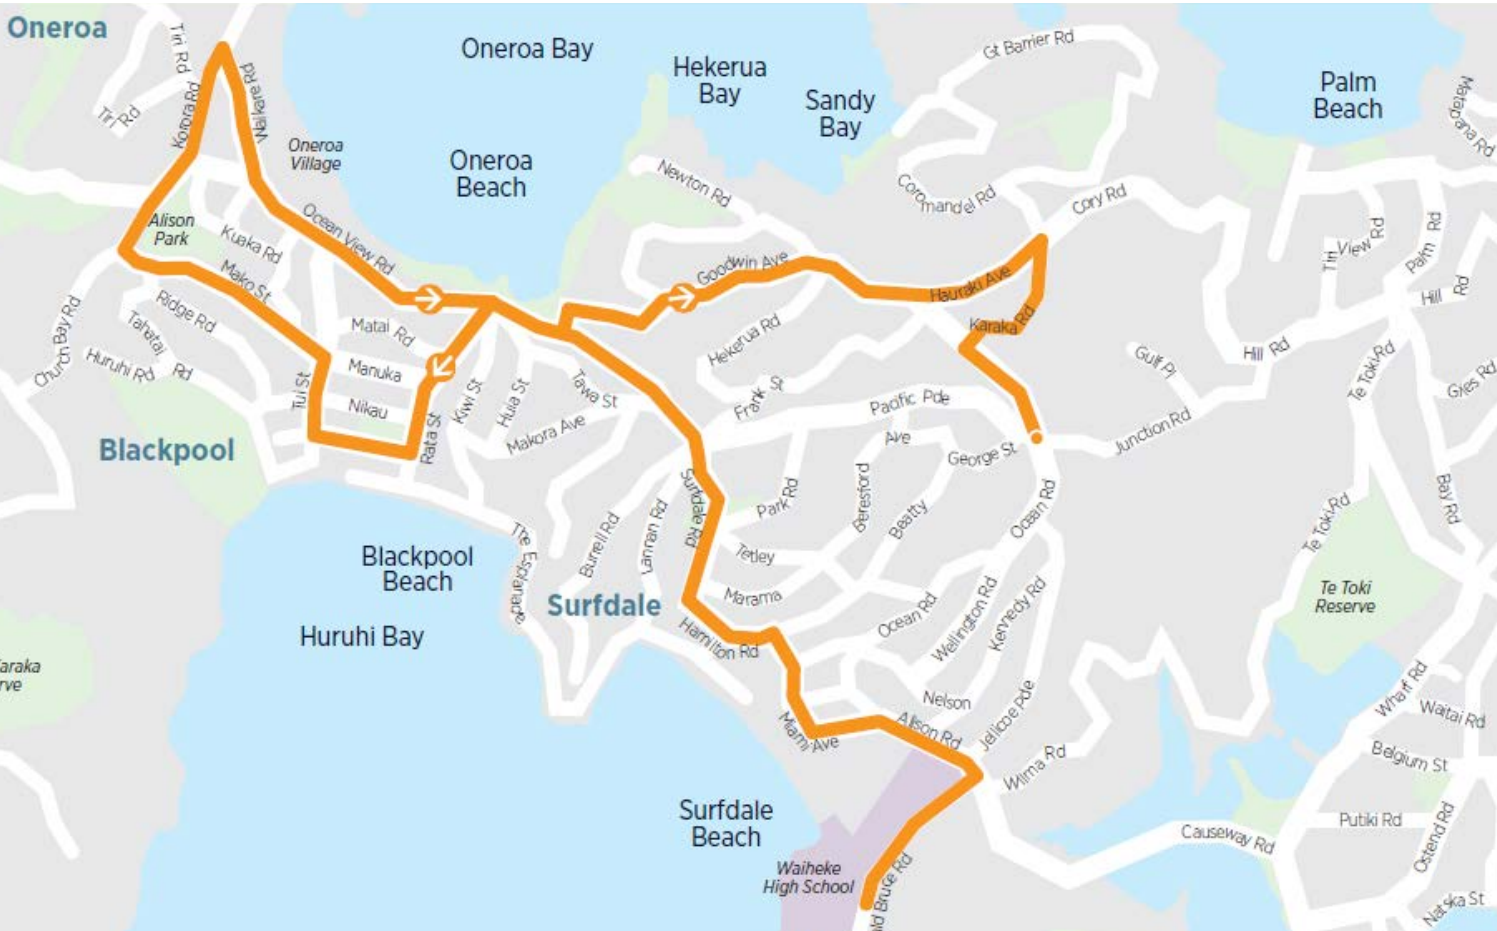 Oneroa
Tiri Rd
Tiri Rd
Korora Rd
Waikare Rd
Oneroa
Village
Oneroa Bay
Oneroa
Beach
Hekerua
Bay
Sandy
Bay
Gt Barrier Rd
Palm
Beach
Matapana Rd
Newton Rd
Coromandel Rd
Cory Rd
Alison
Park
Kuaka Rd
Ocean View Rd
Mako St
Goodwin Ave
Hauraki Ave
Karaka Rd
Tiri View Rd
Palm Rd
Hill Rd
Church Bay Rd
Ridge Rd
Tahatai Rd
Huruhi Rd
Matai Rd
Manuka
Nikau
Tui St
Rata St
Kiwi St
Huia St
Tawa St
Makora Ave
Hekerua Rd
Frank St
Pacific Pde
Gulf Pl
Hill Rd
Te Toki Rd
Junction Rd
Blackpool
Ave
Beresford
George St
Surfdale Rd
Park Rd
Beatty
Ocean Rd
Te Toki Rd
Bay Rd
Burrell Rd
Lannan Rd
The Esplanade
Tetley
Marama
Blackpool
Beach
Surfdale
Huruhi Bay
Hamilton Rd
Ocean Rd
Wellington Rd
Kennedy Rd
Te Toki
Reserve
araka
rve
Nelson
Miami Ave
Alison Rd
Jellicoe Pde
Wilma Rd
Wharf Rd
Waitai Rd
Belgium St
Surfdale
Beach
Waiheke
High School
ld Bruce Rd
Causeway Rd
Putiki Rd
Ostend Rd